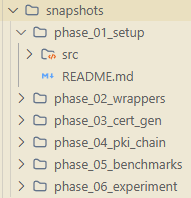 snapshots
phase_01_setup
src
README.md
phase_02_wrappers
phase_03_cert_gen
phase_04_pki_chain
phase_05_benchmarks
phase_06_experiment